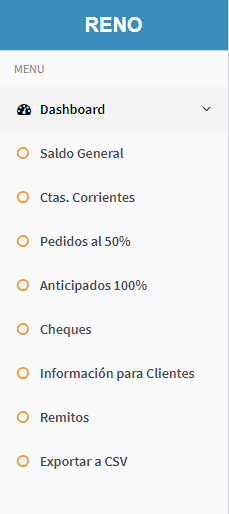 RENO
MENU
Dashboard
Saldo General
Ctas. Corrientes
Pedidos al 50%
Anticipados 100%
Cheques
Información para Clientes
Remitos
Exportar a CSV